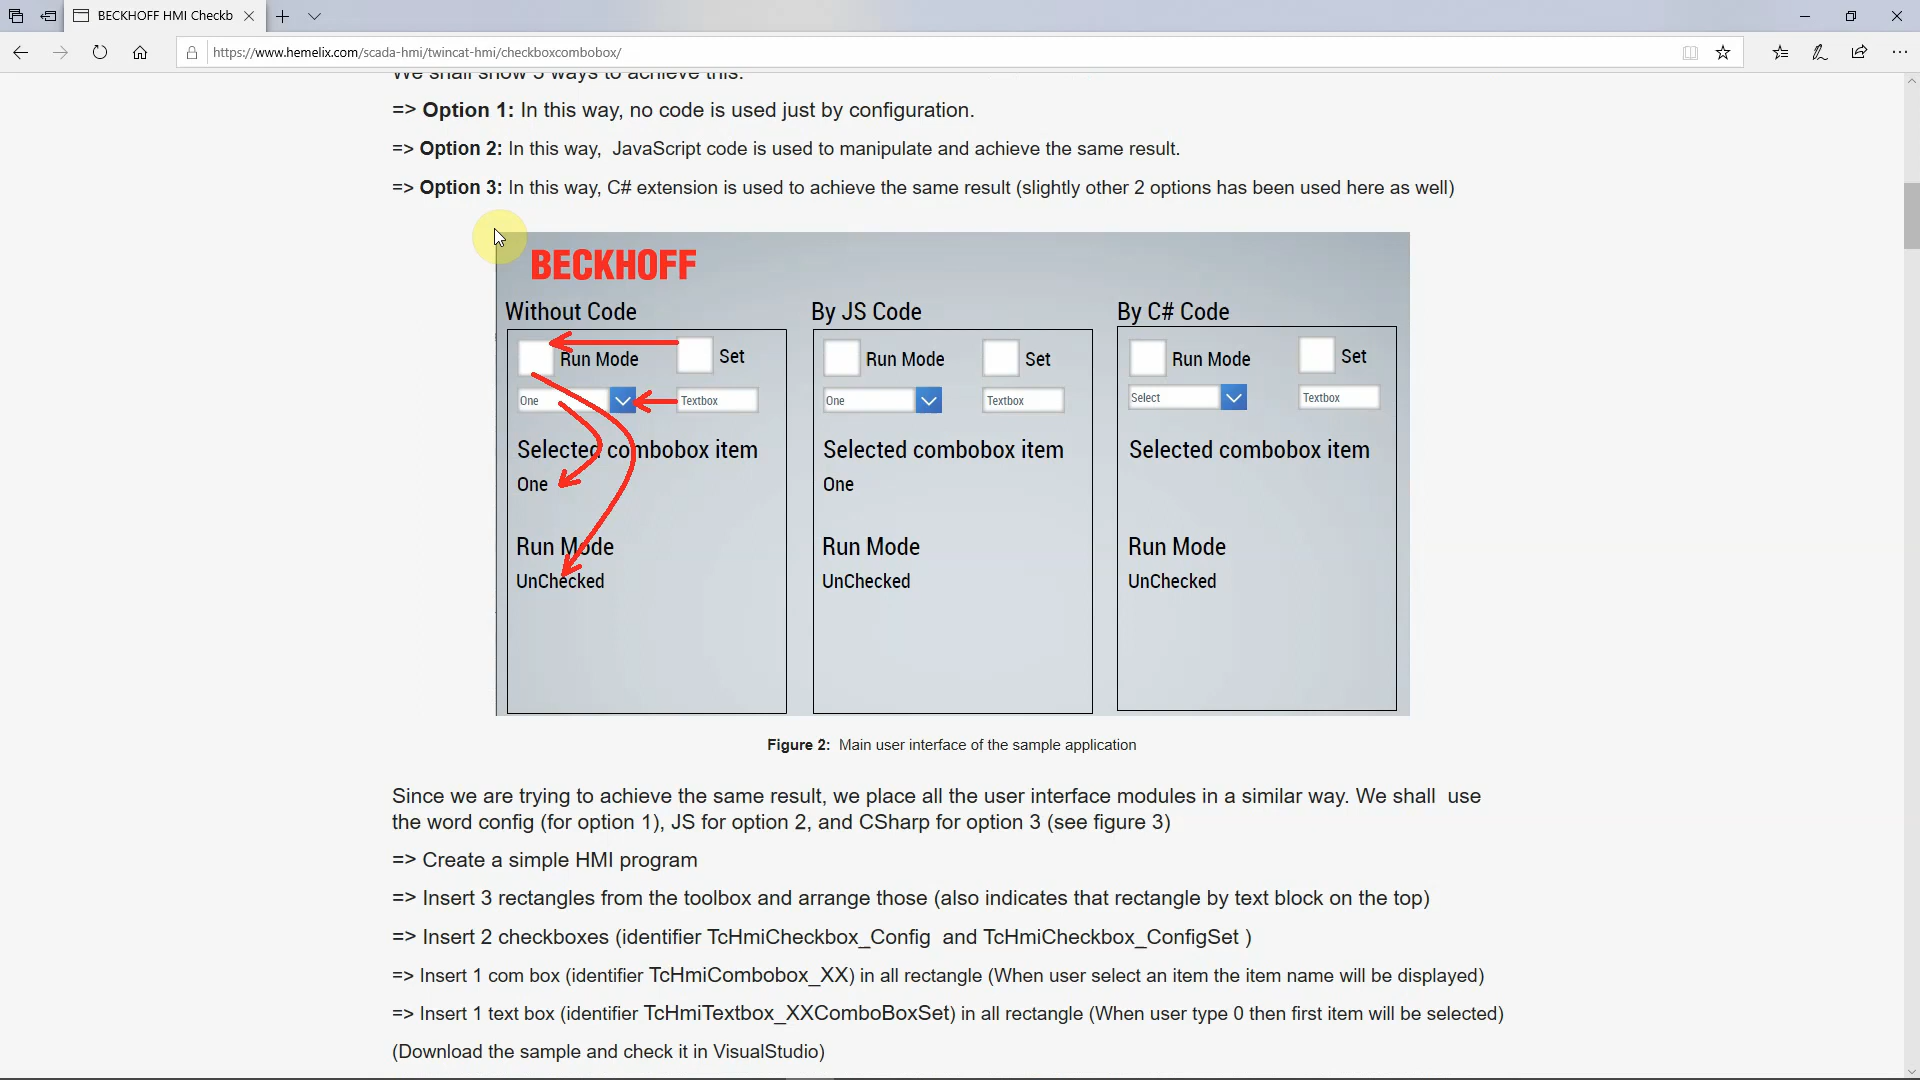 BECKHOFF HMI Checkb
https://www.hemelix.com/scada-hmi/twincat-hmi/checkboxcombobox/
We shall show 3 ways to achieve this.
=> Option 1: In this way, no code is used just by configuration.
=> Option 2: In this way,  JavaScript code is used to manipulate and achieve the same result.
=> Option 3: In this way, C# extension is used to achieve the same result (slightly other 2 options has been used here as well)
BECKHOFF
Without Code
Run Mode
Set
One
Textbox
Selected combobox item
One
Run Mode
UnChecked
By JS Code
Run Mode
Set
One
Textbox
Selected combobox item
One
Run Mode
UnChecked
By C# Code
Run Mode
Set
Select
Textbox
Selected combobox item
Run Mode
UnChecked
Figure 2:  Main user interface of the sample application
Since we are trying to achieve the same result, we place all the user interface modules in a similar way. We shall  use
the word config (for option 1), JS for option 2, and CSharp for option 3 (see figure 3)
=> Create a simple HMI program
=> Insert 3 rectangles from the toolbox and arrange those (also indicates that rectangle by text block on the top)
=> Insert 2 checkboxes (identifier TcHmiCheckbox_Config  and TcHmiCheckbox_ConfigSet )
=> Insert 1 com box (identifier TcHmiCombobox_XX) in all rectangle (When user select an item the item name will be displayed)
=> Insert 1 text box (identifier TcHmiTextbox_XXComboBoxSet) in all rectangle (When user type 0 then first item will be selected)
(Download the sample and check it in VisualStudio)